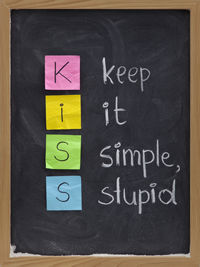 K keep
i it
S simple,
S stupid